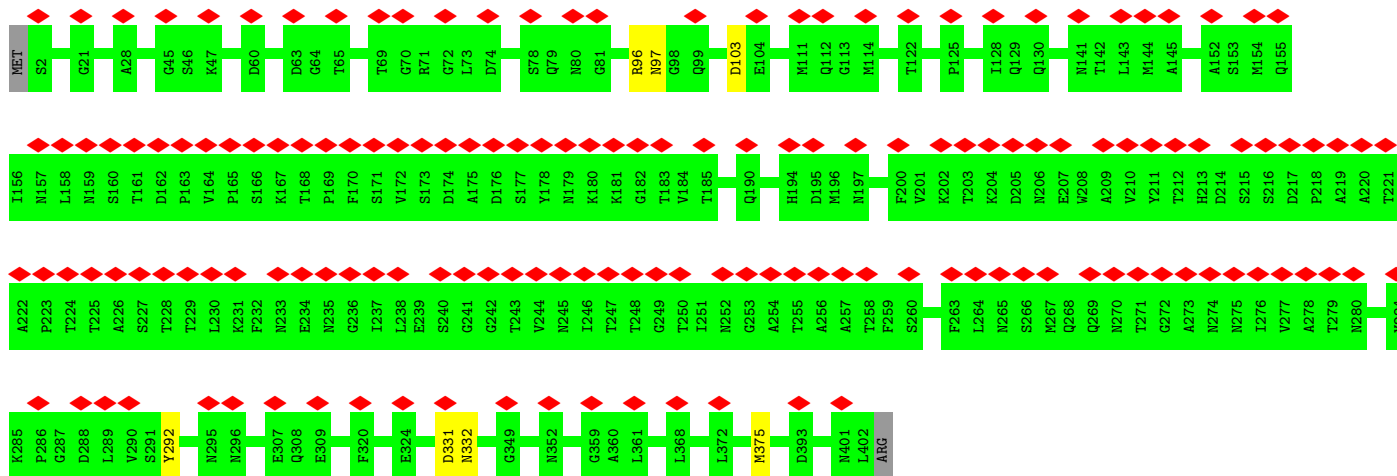 MET S2 G21 A28 G45 S46 K47 D60 D63 G64 T65 T69 G70 R71 G72 L73 D74 S78 Q79 N80 G81 R96 N97 G98 Q99 D103 E104 M111 Q112 G113 M114 T122 P125 I128 Q129 Q130 N141 T142 L143 M144 A145 A152 S153 M154 Q155
I156 N157 L158 N159 S160 T161 D162 P163 V164 P165 S166 K167 T168 P169 F170 S171 V172 S173 D174 A175 D176 S177 Y178 N179 K180 K181 G182 T183 V184 T185 Q190 H194 D195 M196 N197 F200 V201 K202 T203 K204 D205 N206 E207 W208 A209 V210 Y211 T212 H213 D214 S215 S216 D217 P218 A219 A220 T221
A222 P223 T224 T225 A226 S227 T228 T229 L230 K231 F232 N233 E234 N235 G236 I237 L238 E239 S240 G241 G242 T243 V244 N245 I246 T247 T248 G249 T250 I251 N252 G253 A254 T255 A256 A257 T258 F259 S260 F263 L264 N265 S266 M267 Q268 Q269 N270 T271 G272 A273 N274 N275 I276 V277 A278 T279 N280
K285 P286 G287 D288 L289 V290 S291 Y292 N295 N296 E307 Q308 E309 F320 E324 D331 N332 G349 N352 G359 A360 L361 L368 L372 M375 D393 N401 L402 ARG